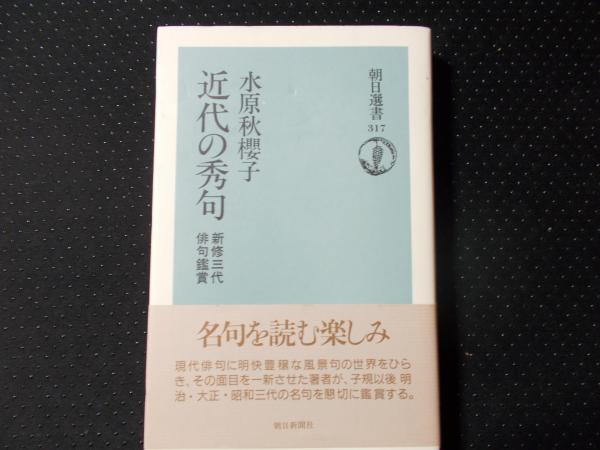 朝日選書
317
水原秋櫻子
近代の秀句
新修三代
俳句鑑賞
名句を読む楽しみ
現代俳句に明快豊穣な風景句の世界をひら
き、その面目を一新させた著者が、子規以後 明
治・大正・昭和三代の名句を懇切に鑑賞する。
朝日新聞社